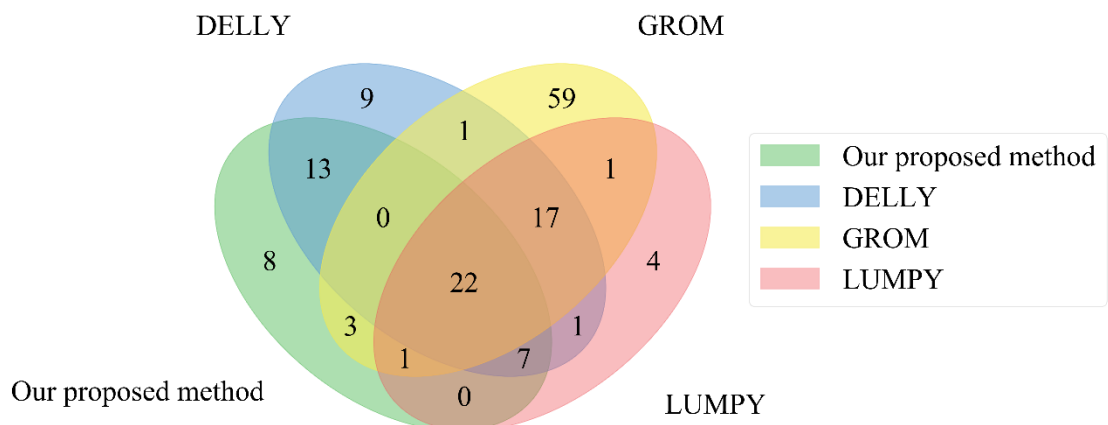 DELLY
GROM
9
59
1
13
1
0
17
8
22
4
3
1
1
7
0
Our proposed method
LUMPY
Our proposed method
DELLY
GROM
LUMPY